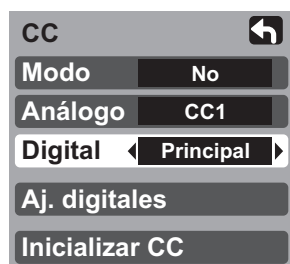 CC
Modo No
Análogo CC1
Digital Principal
Aj. digitales
Inicializar CC